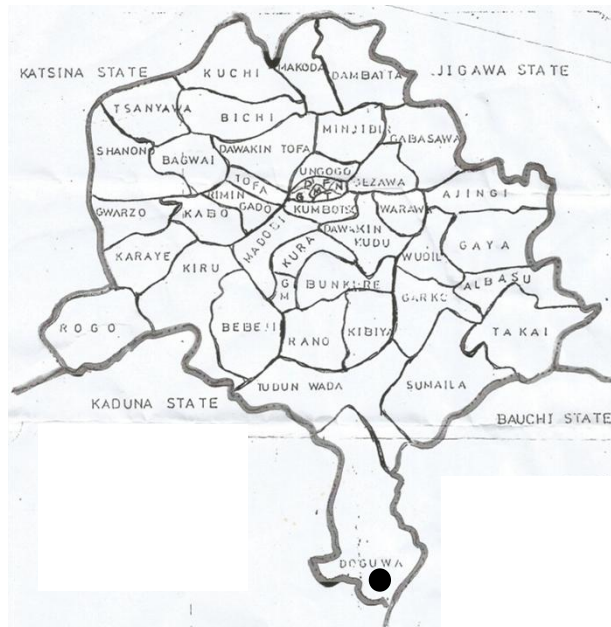 KATSINA STATE
KUCHI
MAKODA
DAMBATTA
JIGAWA STATE
TSANYAWA
BICHI
MINJIBIR
GABASAWA
SHANONO
BAGWAI
DAWAKIN TOFA
UNGOGO
TOFA
GEZAWA
AJINGI
RIMIN
GADO
GWARZO
KABO
KUMBOTSO
WARAWA
MADOBI
DAWAKIN
KUDU
KURA
KARAYE
KIRU
WUDIL
GAYA
GM
BUNKURE
GARKO
ALBASU
ROGO
BEBEJI
RANO
KIBIYA
TAKAI
TUDUN WADA
SUMAILA
KADUNA STATE
BAUCHI STATE
DOGUWA